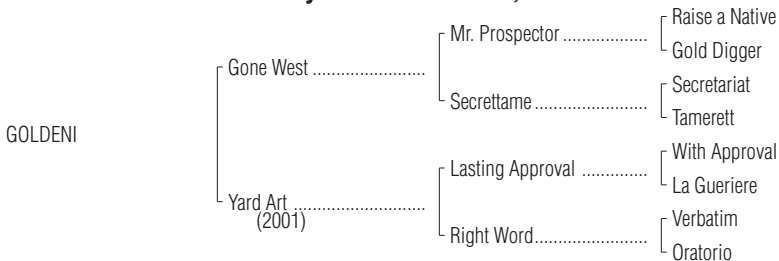 Raise a Native
Mr. Prospector ..................
Gold Digger
Gone West ........................
Secretariat
Secrettame ........................
Tamerett
GOLDENI
With Approval
Lasting Approval ..............
La Gueriere
Yard Art ............................
(2001)
Verbatim
Right Word........................
Oratorio